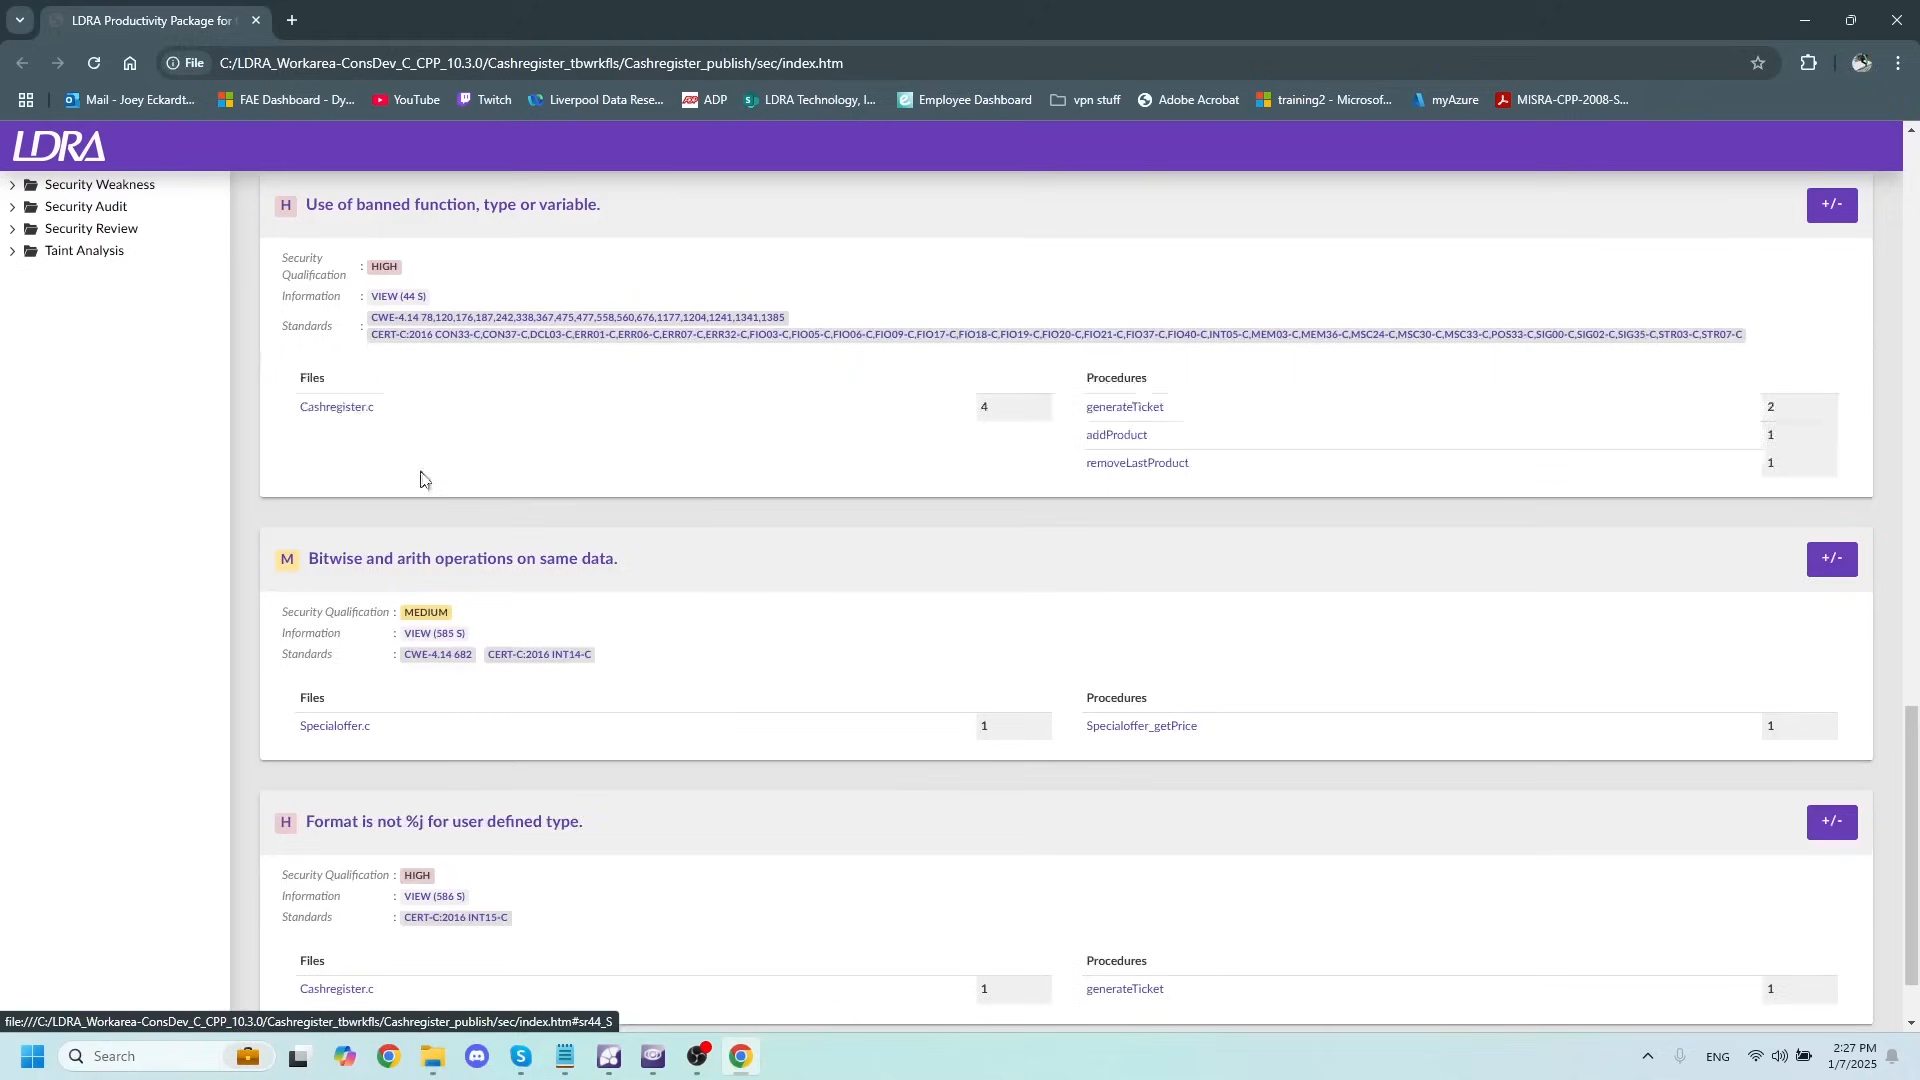 LDRA Productivity Package for
File
C:/LDRA_Workarea-ConsDev_C_CPP_10.3.0/Cashregister_tbwrkfls/Cashregister_publish/sec/index.htm
Mail - Joey Eckardt...
FAE Dashboard - Dy...
YouTube
Twitch
Liverpool Data Rese...
ADP
LDRA Technology, I...
Employee Dashboard
vpn stuff
Adobe Acrobat
training2 - Microsof...
myAzure
MISRA-CPP-2008-S...
LDRA
Security Weakness
Security Audit
Security Review
Taint Analysis
H Use of banned function, type or variable.
+/-
Security Qualification : HIGH
Information : VIEW (44 S)
Standards : CWE-4.14 78,120,176,187,242,338,367,475,477,558,560,676,1177,1204,1241,1341,1385
CERT-C:2016 CON33-C,CON37-C,DCL03-C,ERR01-C,ERR06-C,ERR07-C,ERR32-C,FIO03-C,FIO05-C,FIO06-C,FIO09-C,FIO17-C,FIO18-C,FIO19-C,FIO20-C,FIO21-C,FIO37-C,FIO40-C,INT05-C,MEM03-C,MEM36-C,MSC24-C,MSC30-C,MSC33-C,POS33-C,SIG00-C,SIG02-C,SIG35-C,STR03-C,STR07-C
Files
Cashregister.c 4
Procedures
generateTicket 2
addProduct 1
removeLastProduct 1
M Bitwise and arith operations on same data.
+/-
Security Qualification : MEDIUM
Information : VIEW (585 S)
Standards : CWE-4.14 682 CERT-C:2016 INT14-C
Files
Specialoffer.c 1
Procedures
Specialoffer_getPrice 1
H Format is not %j for user defined type.
+/-
Security Qualification : HIGH
Information : VIEW (586 S)
Standards : CERT-C:2016 INT15-C
Files
Cashregister.c 1
Procedures
generateTicket 1
file:///C:/LDRA_Workarea-ConsDev_C_CPP_10.3.0/Cashregister_tbwrkfls/Cashregister_publish/sec/index.htm#sr44_S
Search
ENG
2:27 PM
1/7/2025